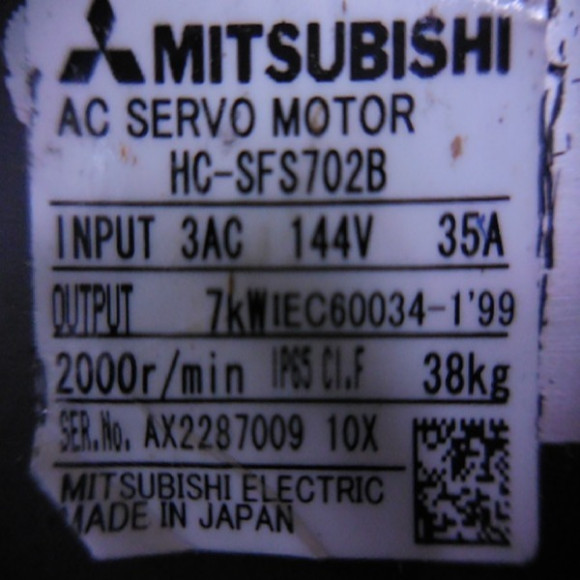 MITSUBISHI
AC SERVO MOTOR
HC-SFS702B
INPUT 3AC 144V 35A
OUTPUT 7kW IEC60034-1'99
2000r/min IP65 Cl.F 38kg
SER.No. AX2287009 10X
MITSUBISHI ELECTRIC
MADE IN JAPAN